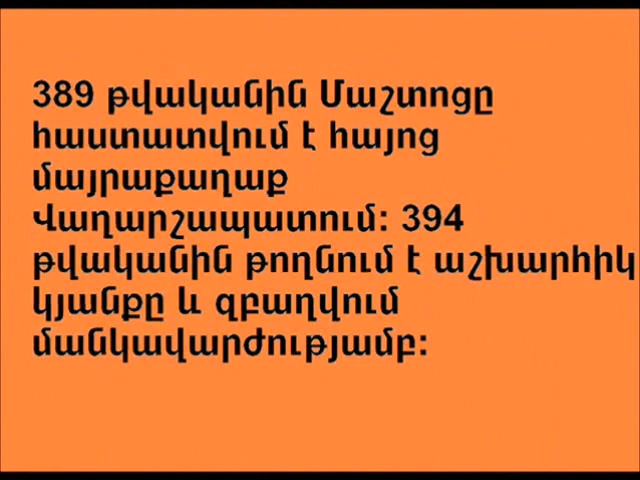 389 թվականին Մաշտոցը
հաստատվում է հայոց
մայրաքաղաք
Վաղարշապատում: 394
թվականին թողնում է աշխարհիկ
կյանքը և զբաղվում
մանկավարժությամբ: